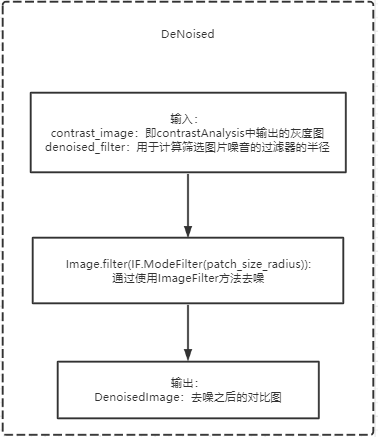 DeNoised
输入：
contrast_image：即contrastAnalysis中输出的灰度图
denoised_filter：用于计算筛选图片噪音的过滤器的半径
Image.filter(IF.ModeFilter(patch_size_radius)):
通过使用ImageFilter方法去噪
输出：
DenoisedImage：去噪之后的对比图